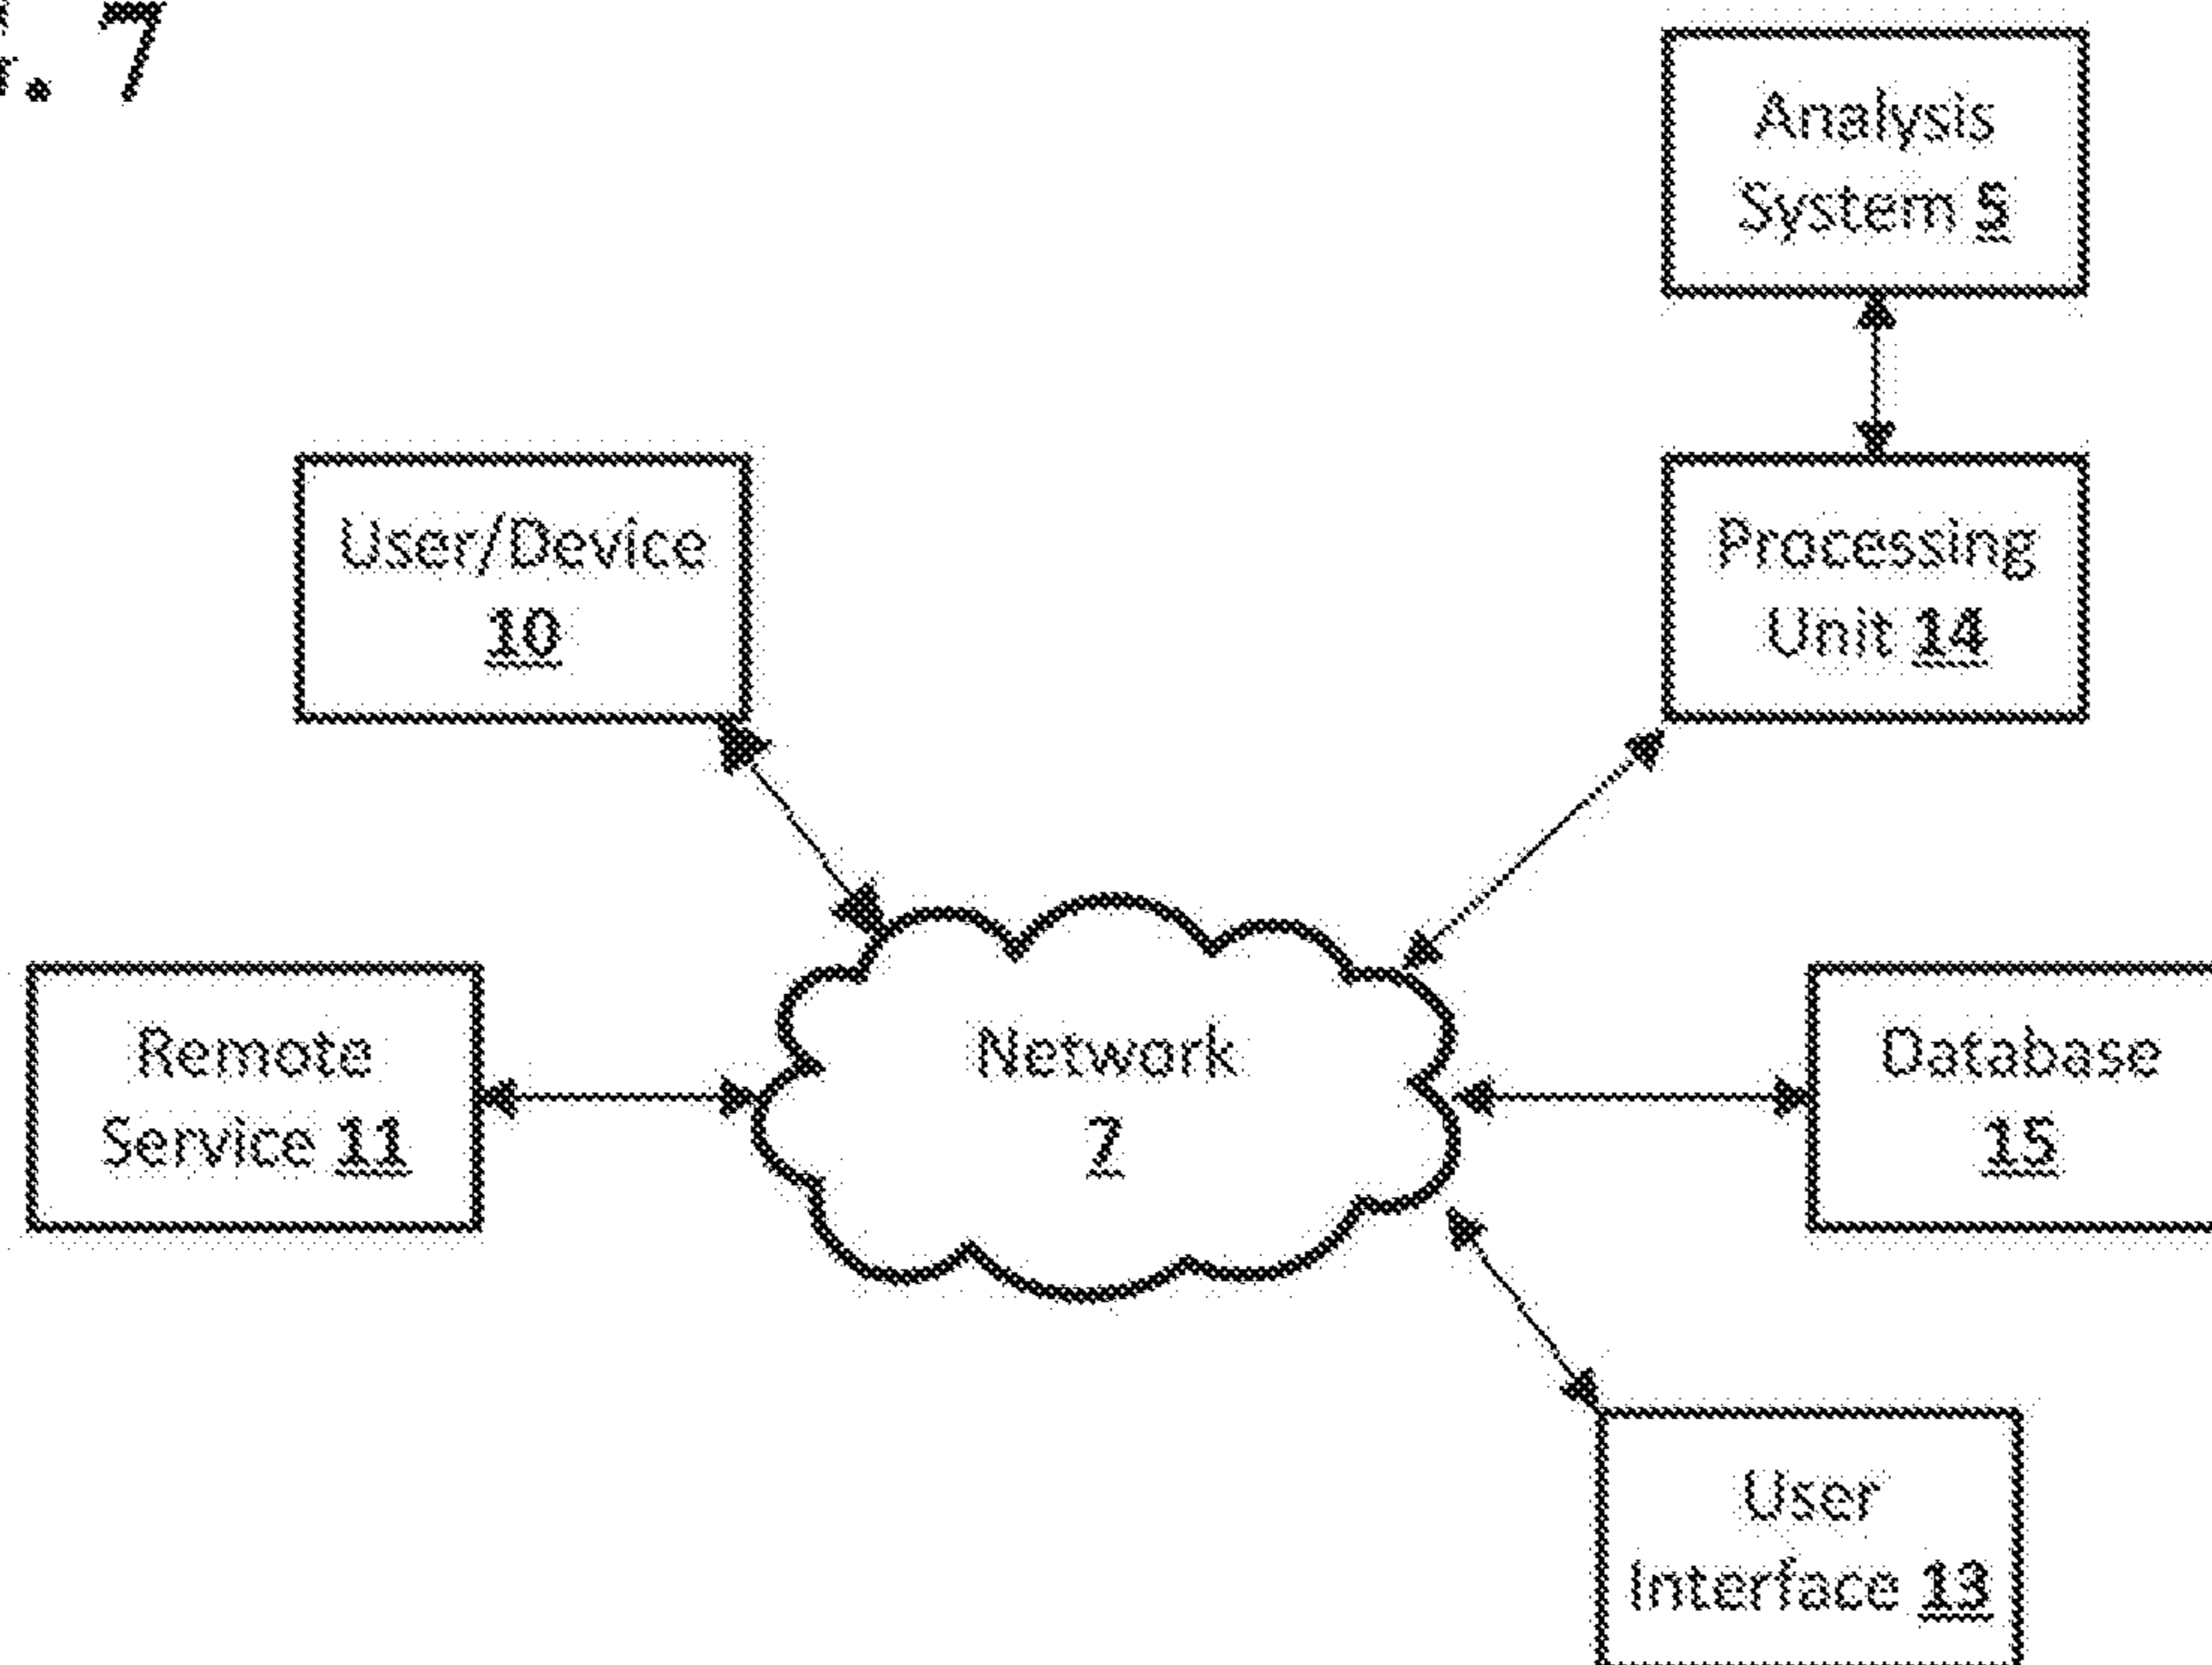 . 7
Analysis
System 5
User/Device
10
Processing
Unit 14
Remote
Service 11
Network
7
Database
15
User
Interface 13